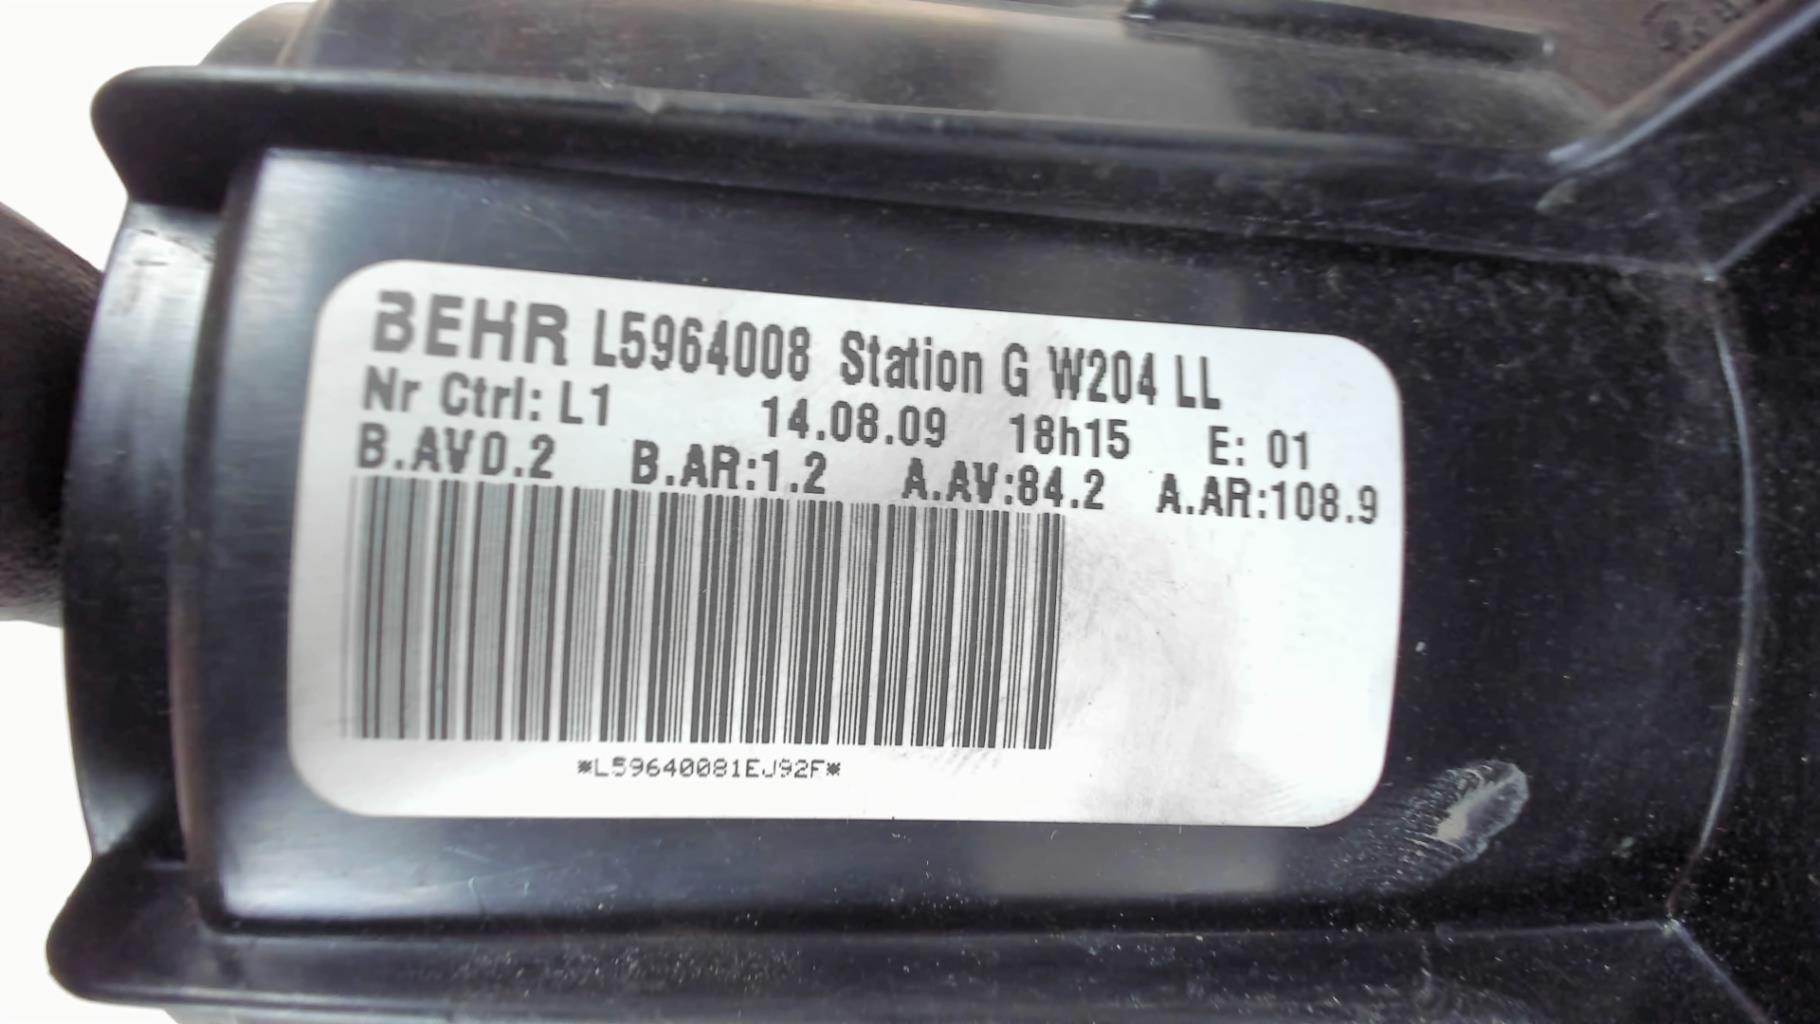 BEHR L5964008 Station G W204 LL
Nr Ctrl: L1 14.08.09 18h15 E: 01
B.AV0.2 B.AR:1.2 A.AV:84.2 A.AR:108.9
*L59640081EJ92F*